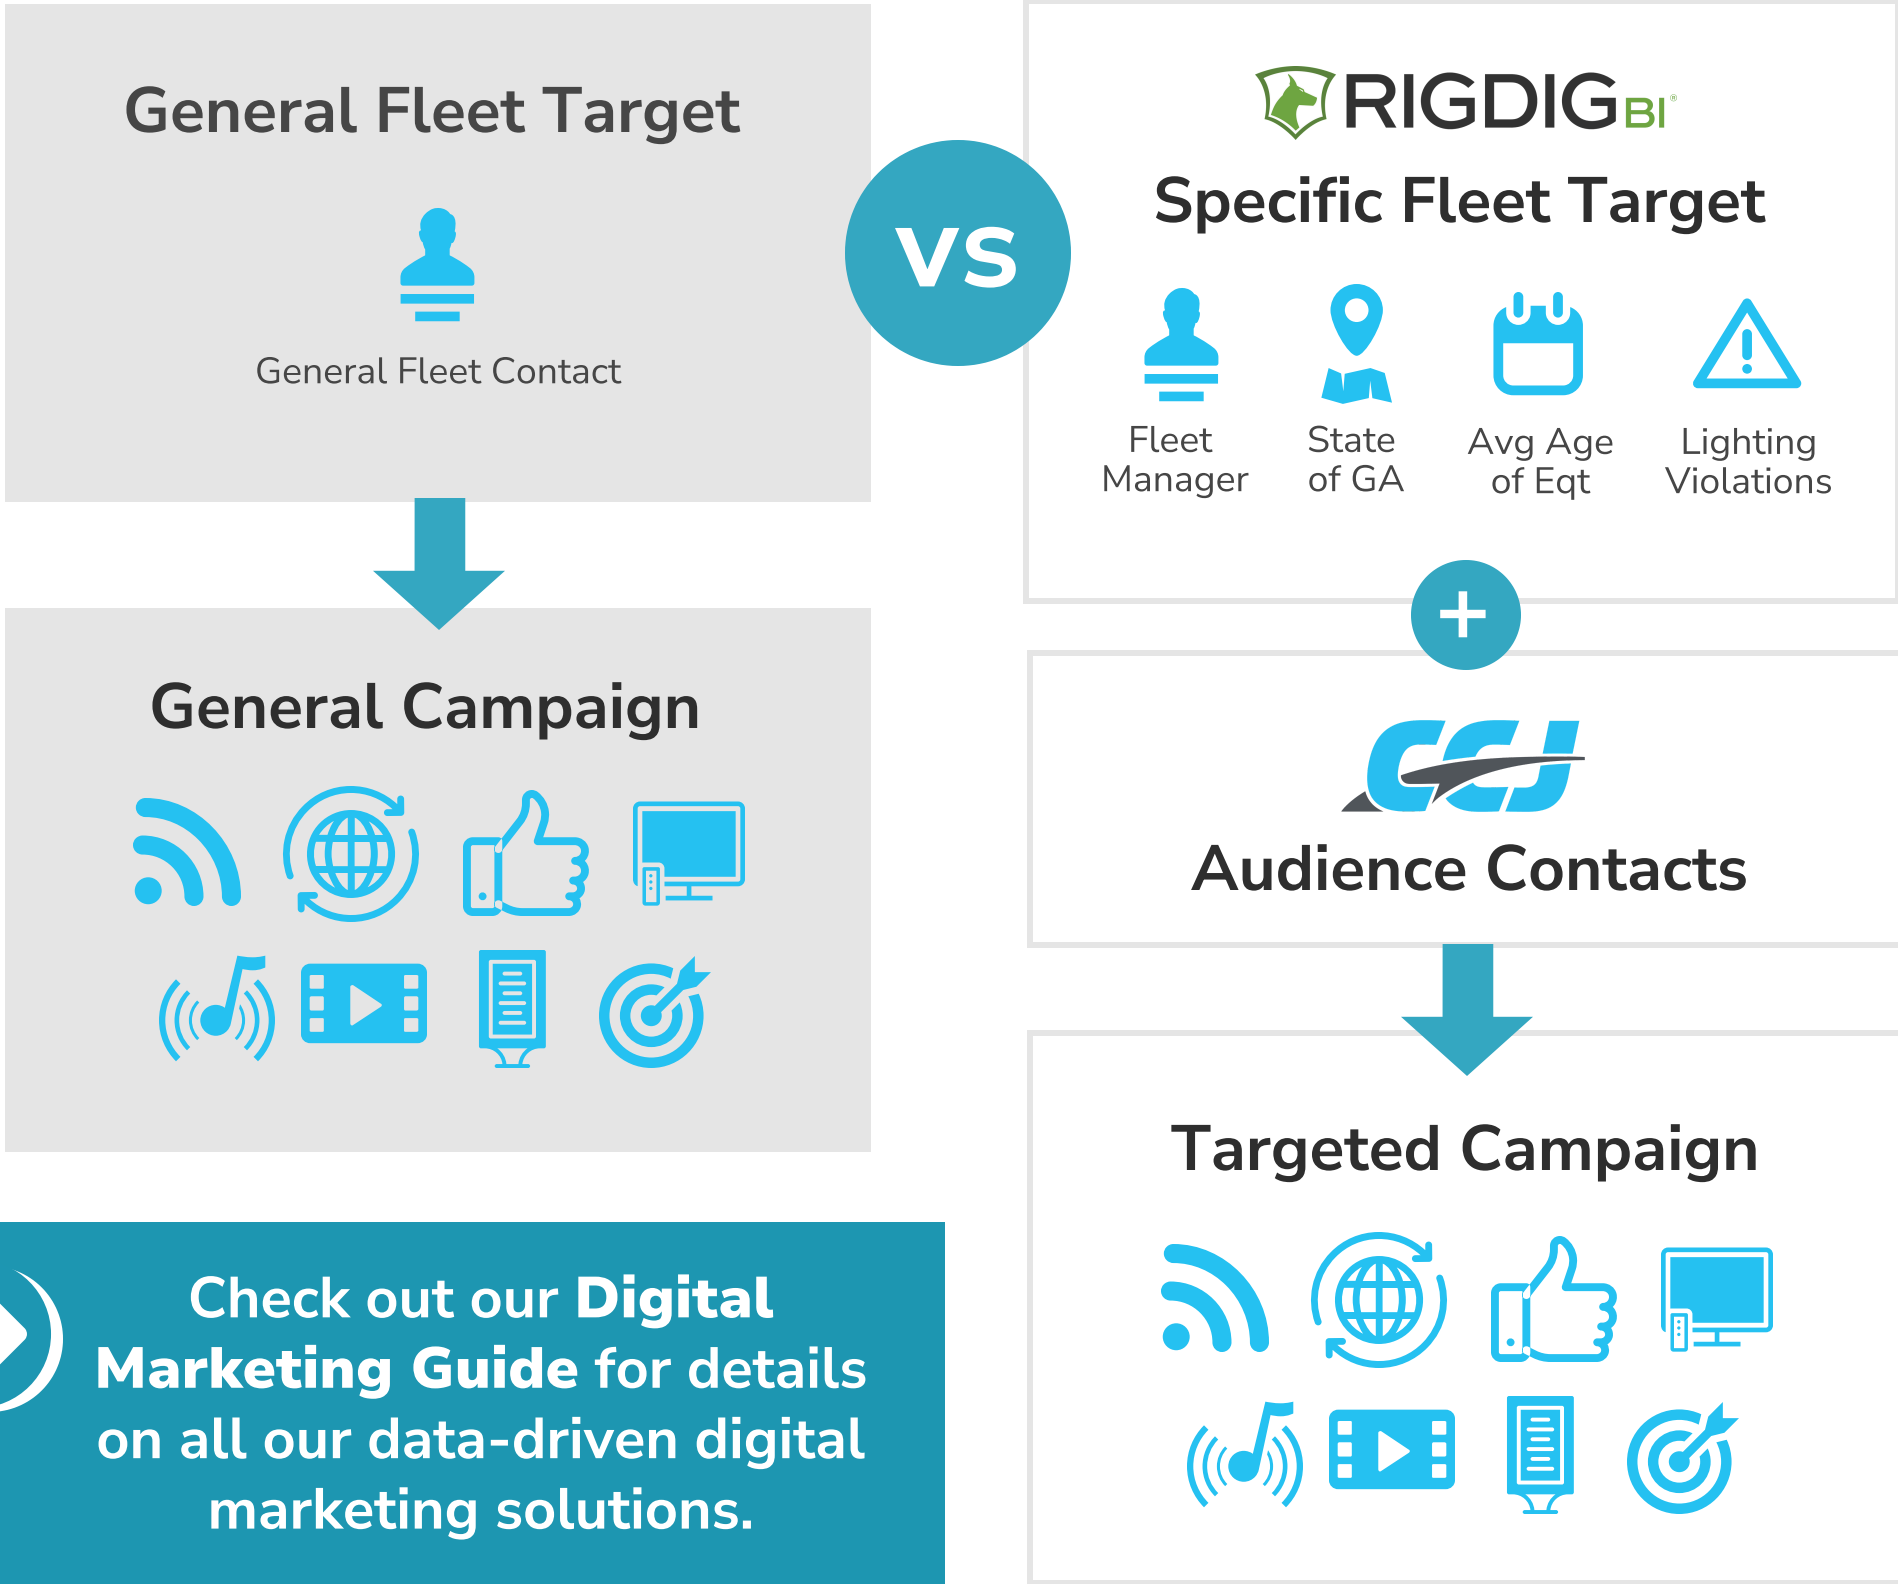 General Fleet Target
General Fleet Contact
VS
RIGDIG BI®
Specific Fleet Target
Fleet
Manager
State
of GA
Avg Age
of Eqt
Lighting
Violations
General Campaign
+
CCJ
Audience Contacts
Targeted Campaign
Check out our Digital
Marketing Guide for details
on all our data-driven digital
marketing solutions.